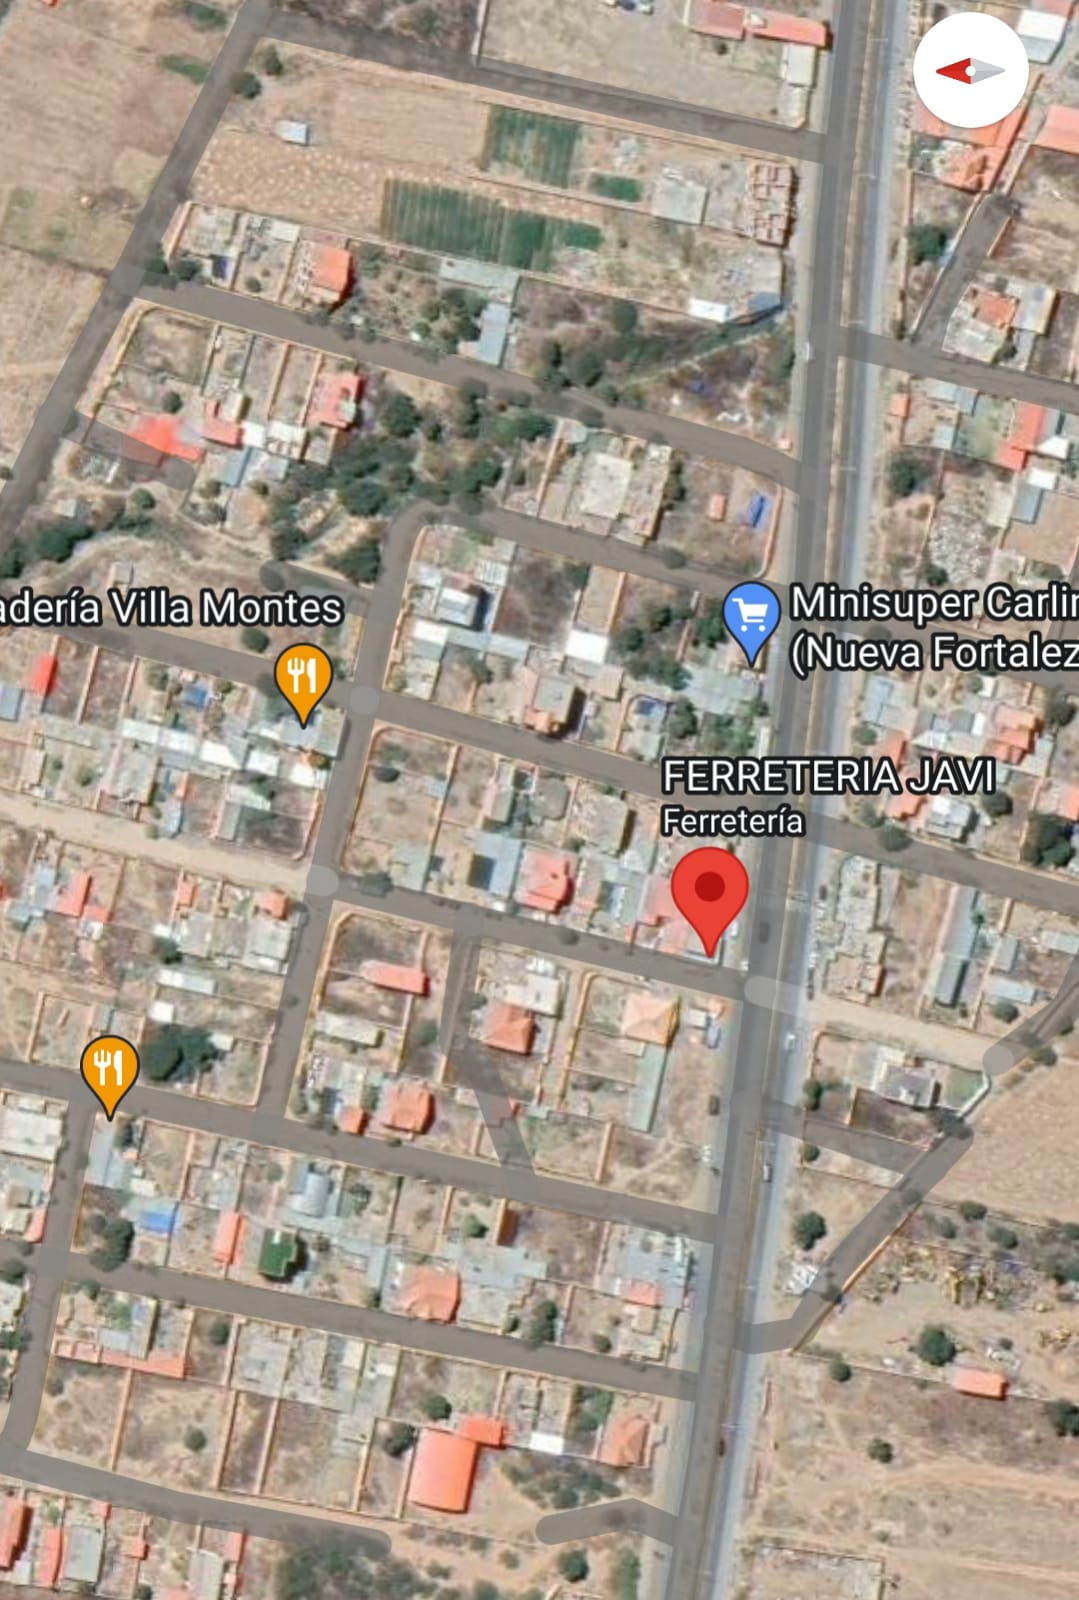 adería Villa Montes
Minisuper Carlin
(Nueva Fortalez
FERRETERIA JAVI
Ferretería